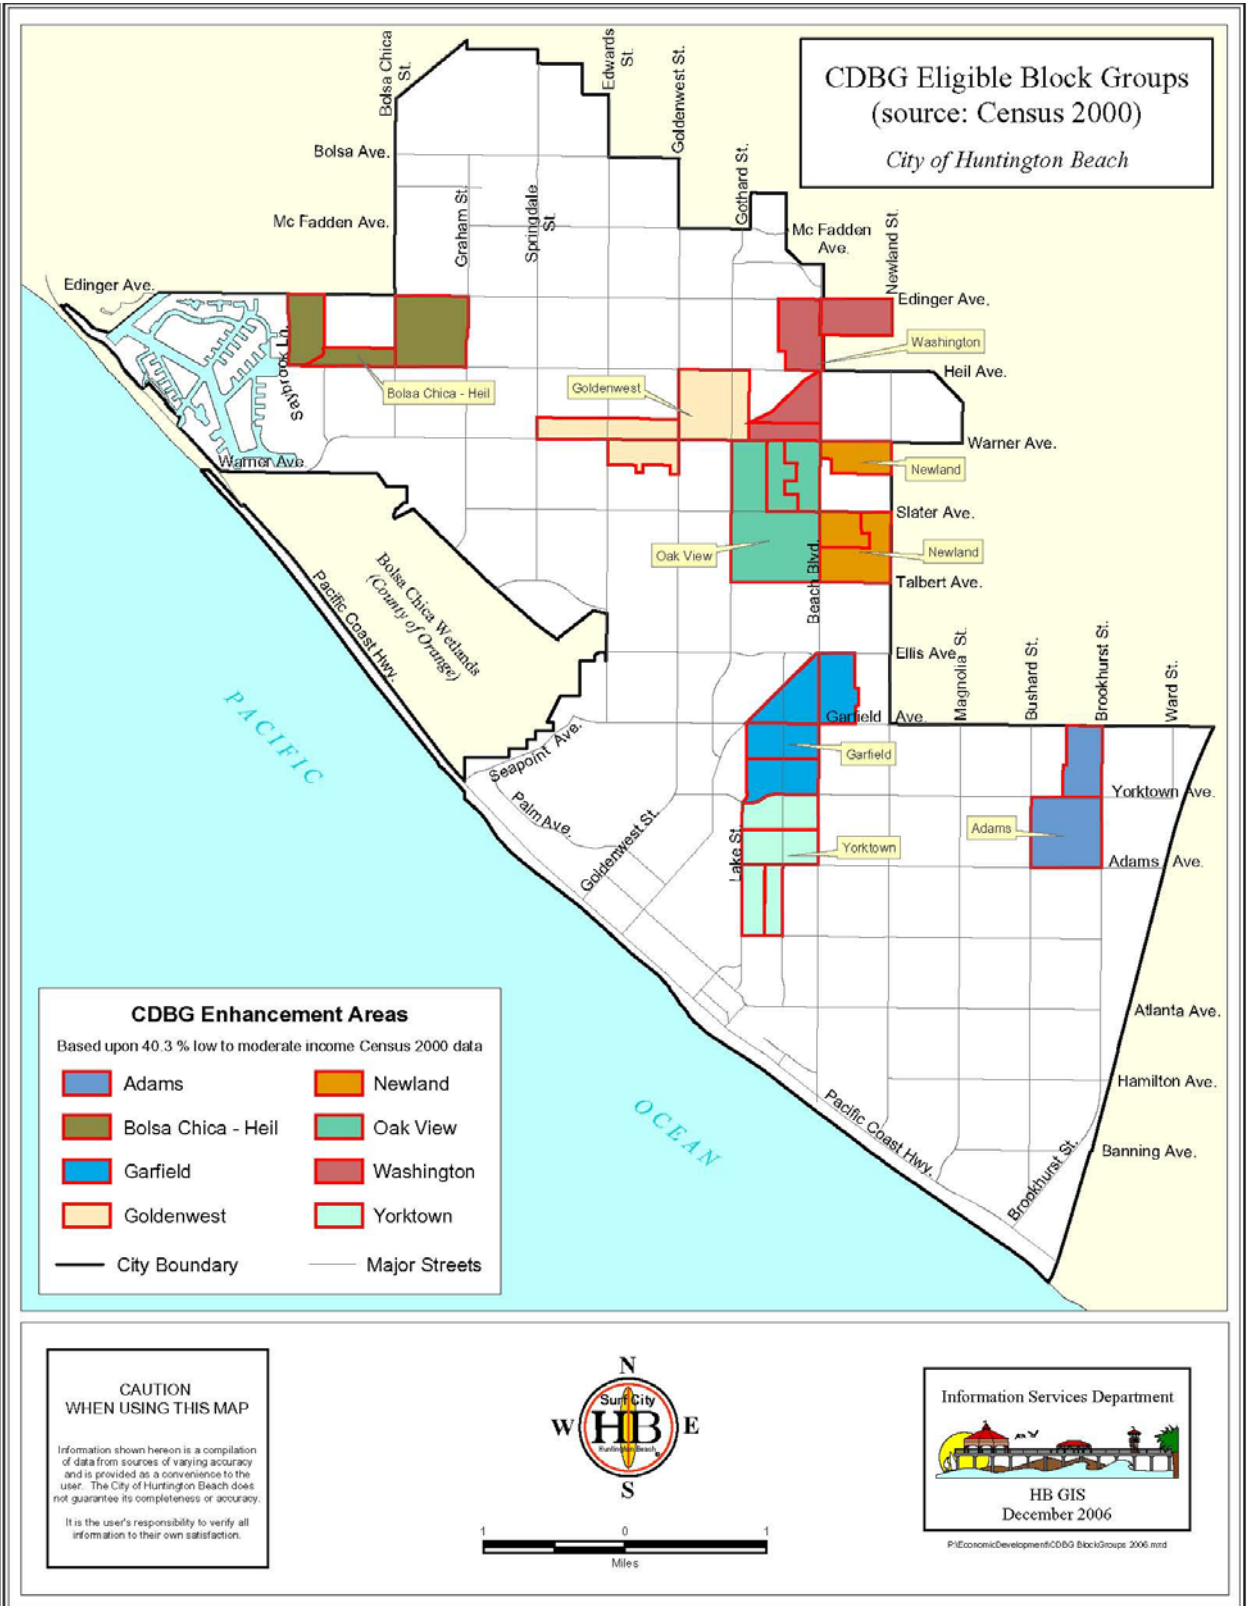 CDBG Eligible Block Groups
(source: Census 2000)
City of Huntington Beach
Bolsa Chica
St.
Edwards
St.
Goldenwest St.
Bolsa Ave.
Gothard St.
Mc Fadden Ave.
Graham St.
Springdale
St.
Mc Fadden
Ave.
Newland St.
Edinger Ave.
Edinger Ave.
Saybrook Ln.
Washington
Heil Ave.
Bolsa Chica - Heil
Goldenwest
Warner Ave.
Warner Ave.
Newland
Slater Ave.
Oak View
Newland
Beach Blvd.
Talbert Ave.
Bolsa Chica Wetlands
(County of Orange)
Pacific Coast Hwy.
Ellis Ave.
Magnolia St.
Bushard St.
Brookhurst St.
Ward St.
PACIFIC
Garfield Ave.
Seapoint Ave.
Garfield
Palm Ave.
Yorktown Ave.
Goldenwest St.
Lake St.
Adams
Yorktown
Adams Ave.
Atlanta Ave.
Hamilton Ave.
OCEAN
Pacific Coast Hwy.
Banning Ave.
Brookhurst St.
CDBG Enhancement Areas
Based upon 40.3 % low to moderate income Census 2000 data
Adams
Newland
Bolsa Chica - Heil
Oak View
Garfield
Washington
Goldenwest
Yorktown
City Boundary
Major Streets
CAUTION
WHEN USING THIS MAP
Information shown hereon is a compilation
of data from sources of varying accuracy
and is provided as a convenience to the
user. The City of Huntington Beach does
not guarantee its completeness or accuracy.
It is the user's responsibility to verify all
information to their own satisfaction.
N
W
E
S
Surf City
HB
Huntington Beach
1 0 1
Miles
Information Services Department
HB GIS
December 2006
P:\EconomicDevelopment\CDBG BlockGroups 2006.mxd